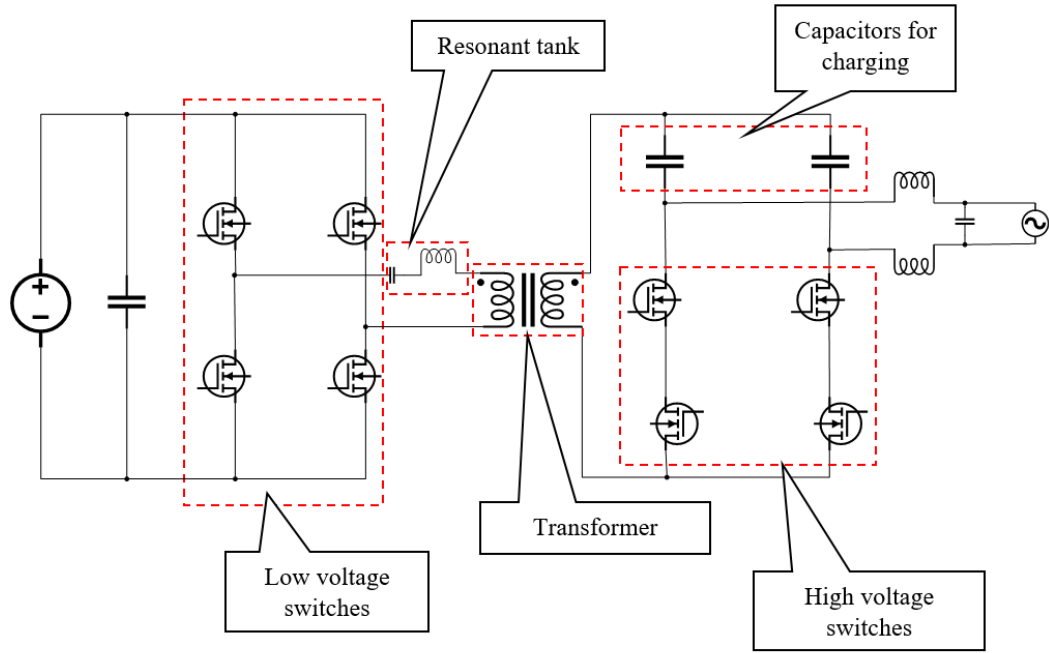 Resonant tank
Capacitors for
charging
Transformer
Low voltage
switches
High voltage
switches